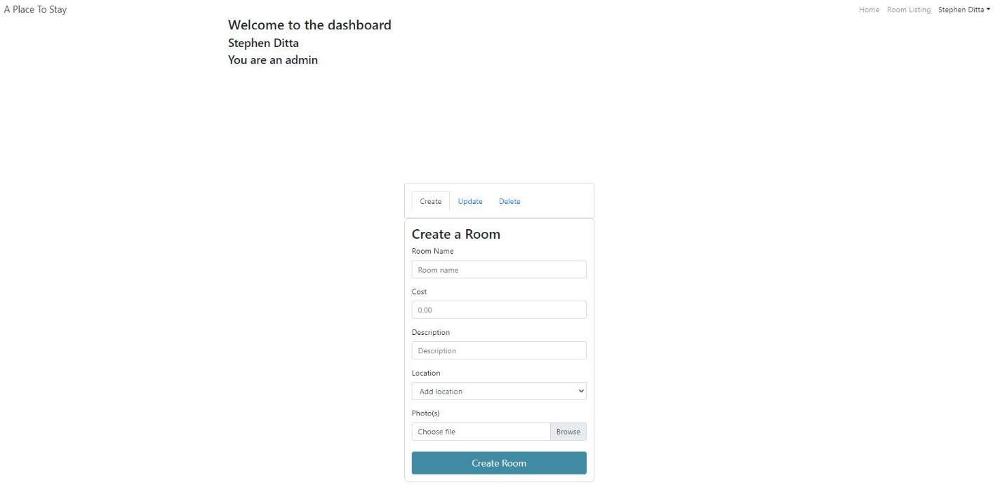 A Place To Stay
Home Room Listing Stephen Ditta
Welcome to the dashboard
Stephen Ditta
You are an admin
Create Update Delete
Create a Room
Room Name
Room name
Cost
0.00
Description
Description
Location
Add location
Photo(s)
Choose file Browse
Create Room